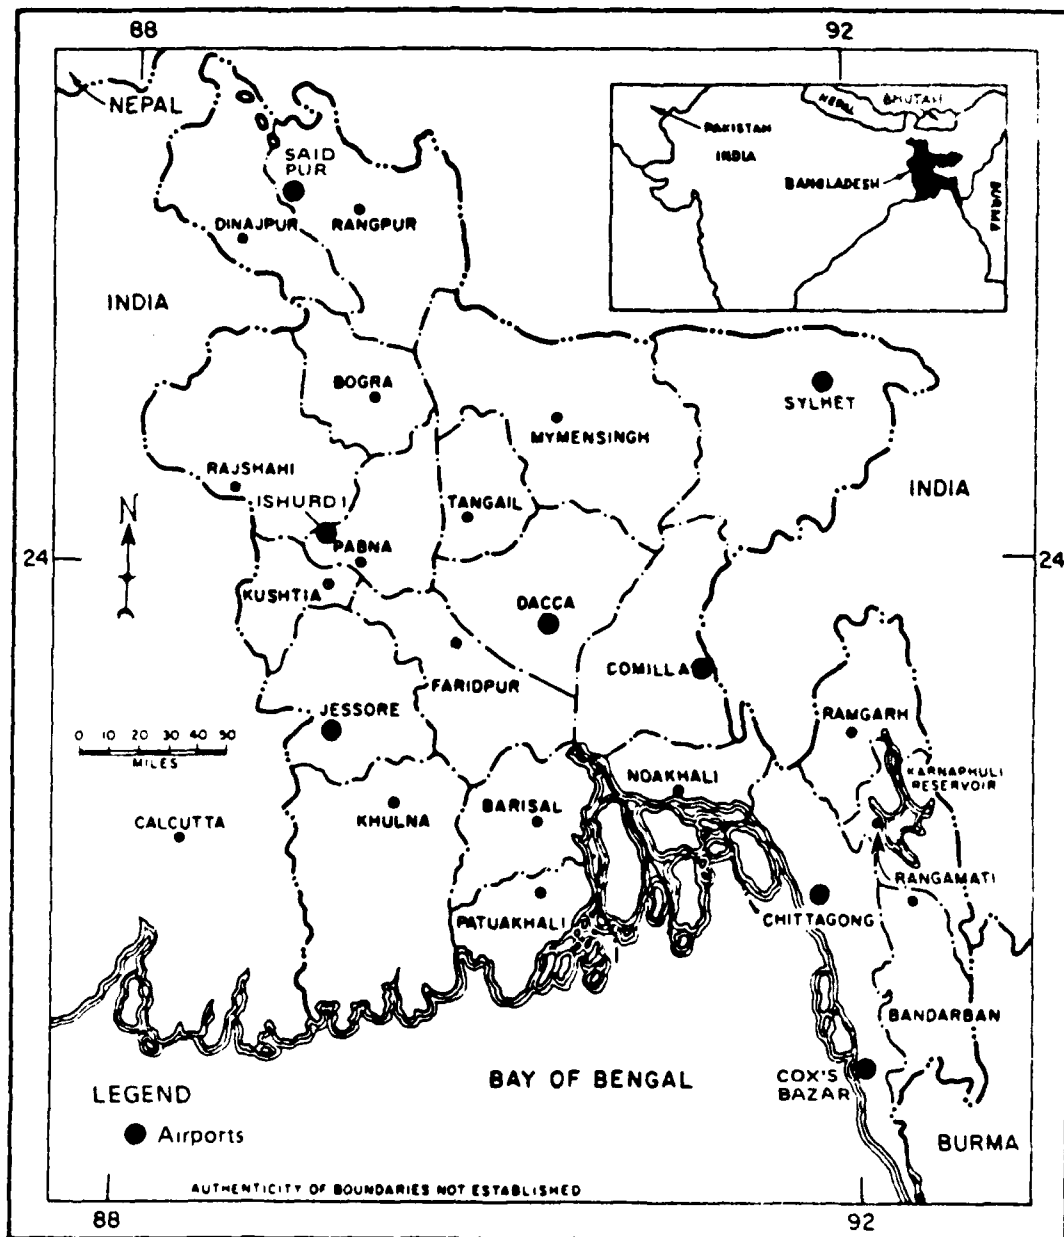 88
92
NEPAL
SAID
PUR
DINAJPUR
RANGPUR
INDIA
NEPAL
BHUTAN
PAKISTAN
INDIA
BANGLADESH
BURMA
BOGRA
MYMENSINGH
SYLHET
RAJSHAHI
ISHURDI
TANGAIL
INDIA
N
24
24
PABNA
KUSHTIA
DACCA
FARIDPUR
COMILLA
JESSORE
RAMGARH
0 10 20 30 40 50
MILES
NOAKHALI
KARNAPHULI
RESERVOIR
CALCUTTA
KHULNA
BARISAL
RANGAMATI
PATUAKHALI
CHITTAGONG
BANDARBAN
BAY OF BENGAL
COX'S
BAZAR
LEGEND
Airports
BURMA
AUTHENTICITY OF BOUNDARIES NOT ESTABLISHED
88
92